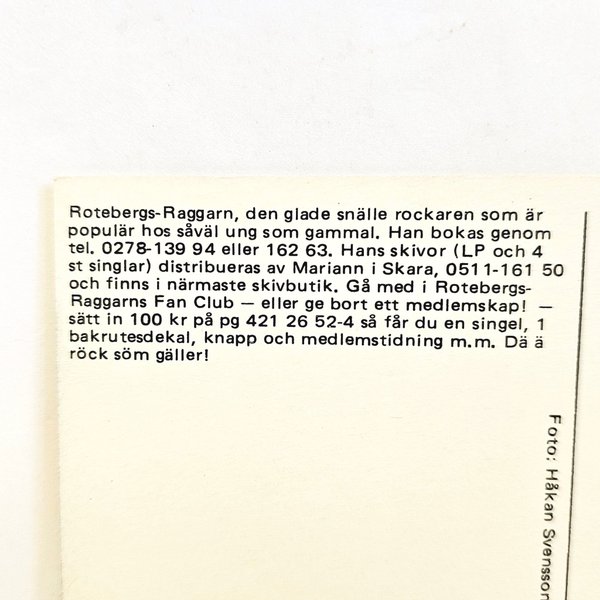 Rotebergs-Raggarn, den glade snälle rockaren som är
populär hos såväl ung som gammal. Han bokas genom
tel. 0278-139 94 eller 162 63. Hans skivor (LP och 4
st singlar) distribueras av Mariann i Skara, 0511-161 50
och finns i närmaste skivbutik. Gå med i Rotebergs-
Raggarns Fan Club — eller ge bort ett medlemskap! —
sätt in 100 kr på pg 421 26 52-4 så får du en singel, 1
bakrutesdekal, knapp och medlemstidning m.m. Dä ä
röck söm gäller!
Foto: Håkan Svensson